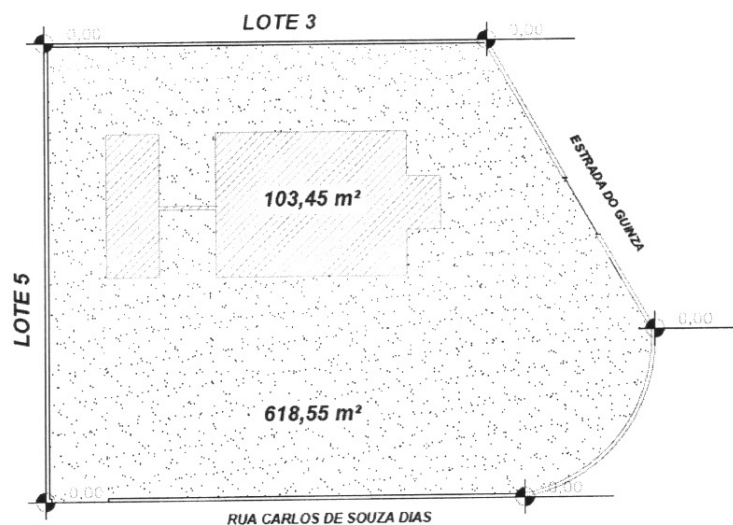 LOTE 3
0,00
0,00
ESTRADA DO GUINZA
103,45 m²
LOTE 5
0,00
618,55 m²
0,00
0,00
RUA CARLOS DE SOUZA DIAS